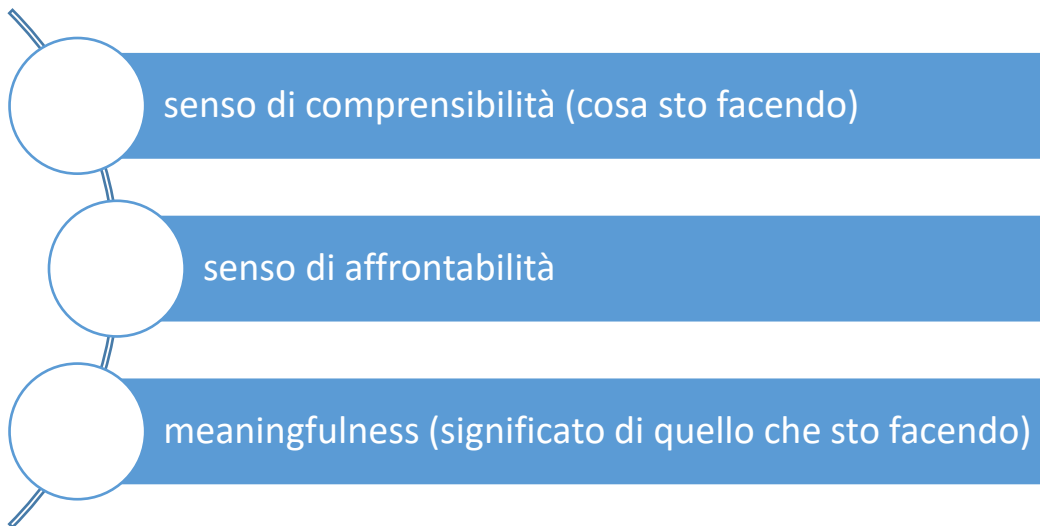 senso di comprensibilità (cosa sto facendo)
senso di affrontabilità
meaningfulness (significato di quello che sto facendo)